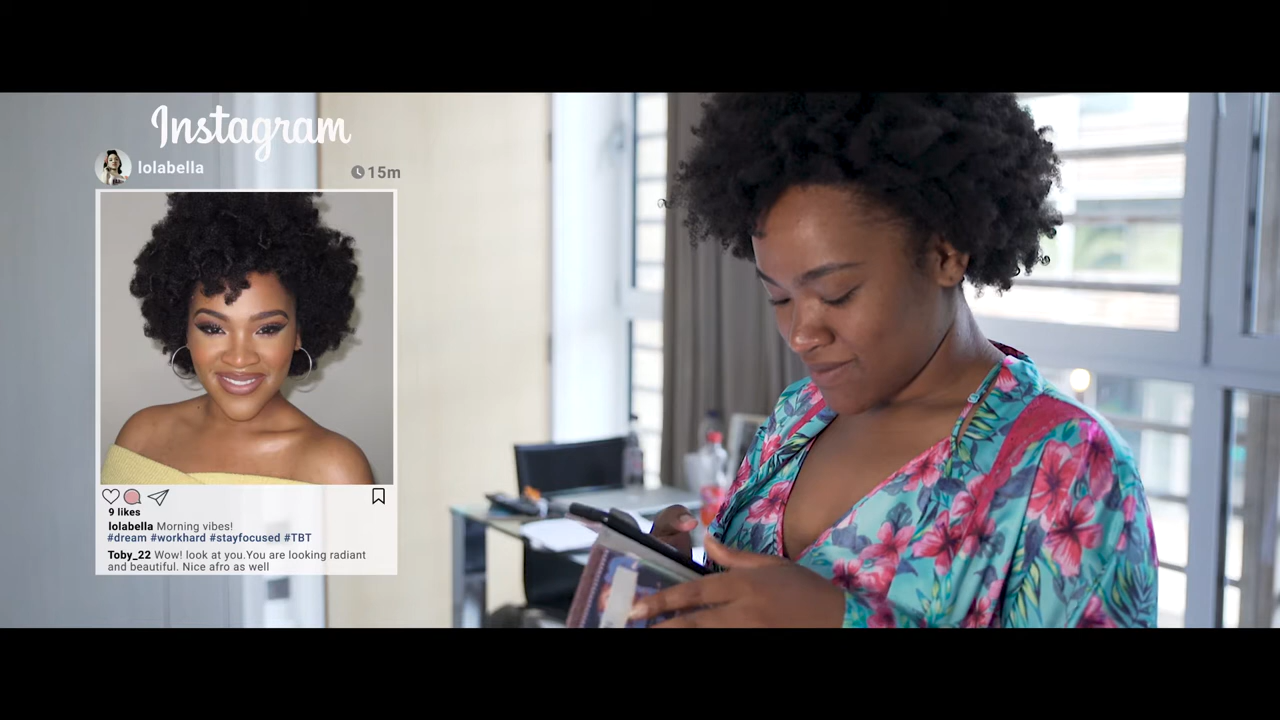 Instagram
lolabella
15m
9 likes
lolabella Morning vibes!
#dream #workhard #stayfocused #TBT
Toby_22 Wow! look at you.You are looking radiant
and beautiful. Nice afro as well